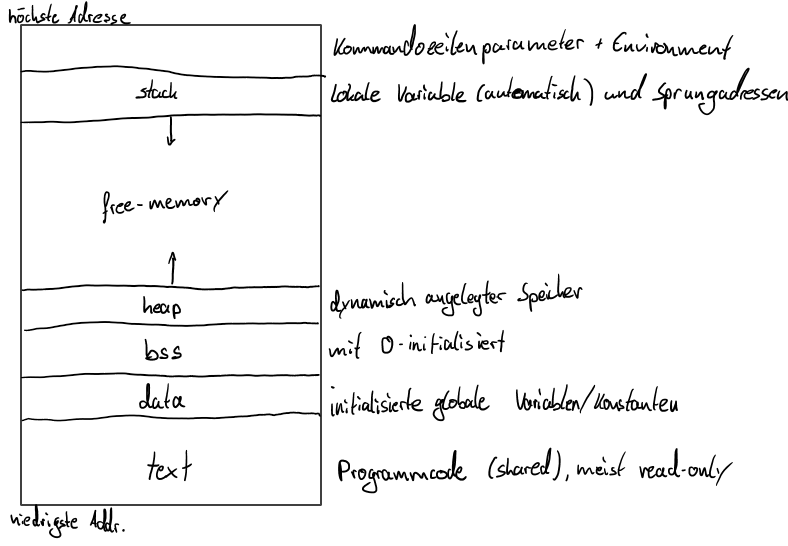 höchste Adresse
Kommandozeilenparameter + Environment
stack
Lokale Variable (automatisch) und Sprungadressen
free-memory
heap
dynamisch angelegter Speicher
bss
mit 0-initialisiert
data
initialisierte globale Variablen/Konstanten
text
Programmcode (shared), meist read-only
niedrigste Addr.